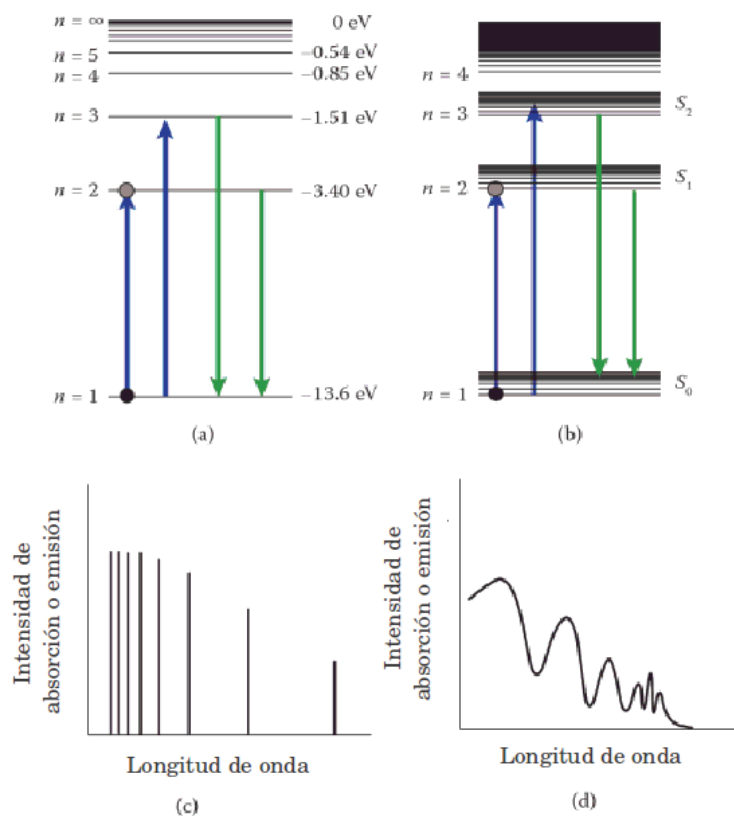 n = ∞ 0 eV
n = 5 −0.54 eV
n = 4 −0.85 eV
n = 3 −1.51 eV
n = 2 −3.40 eV
n = 1 −13.6 eV
(a)
n = 4
n = 3 S₂
n = 2 S₁
n = 1 S₀
(b)
Intensidad de
absorción o emisión
Longitud de onda
(c)
Intensidad de
absorción o emisión
Longitud de onda
(d)